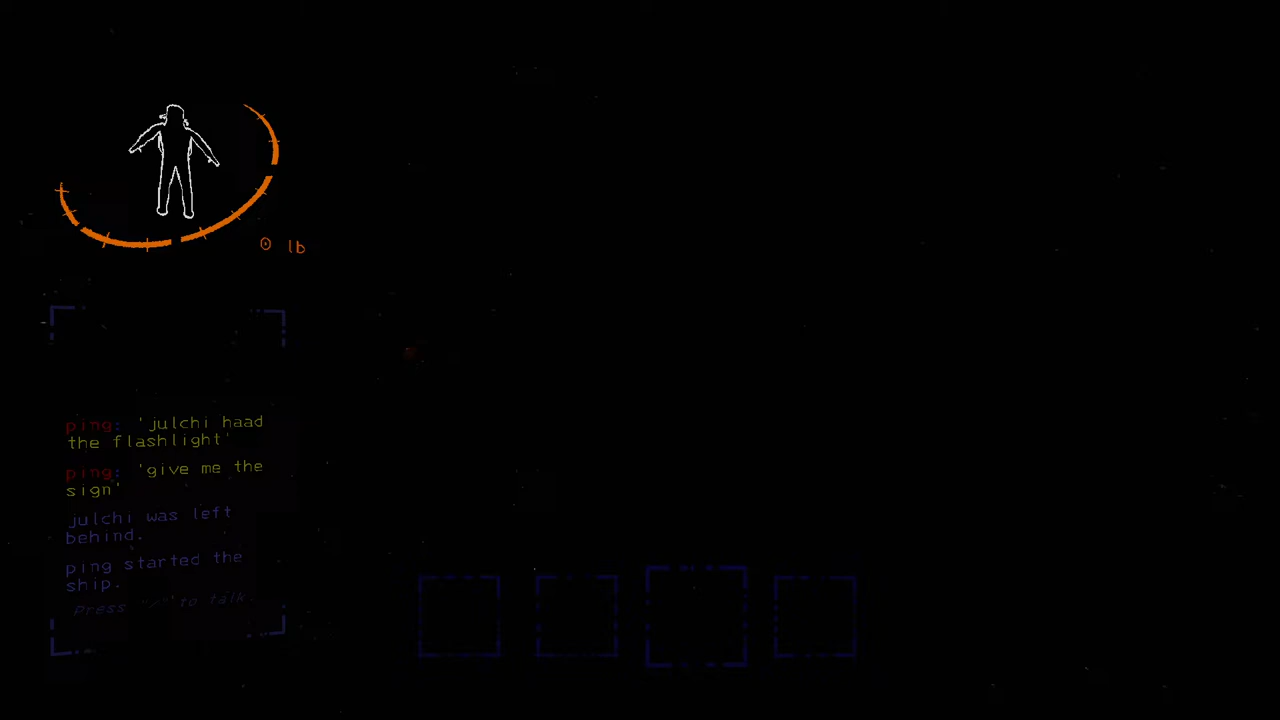 0 lb
ping: 'julchi haad
the flashlight'
ping: 'give me the
sign'
julchi was left
behind.
ping started the
ship.
Press "/" to talk.